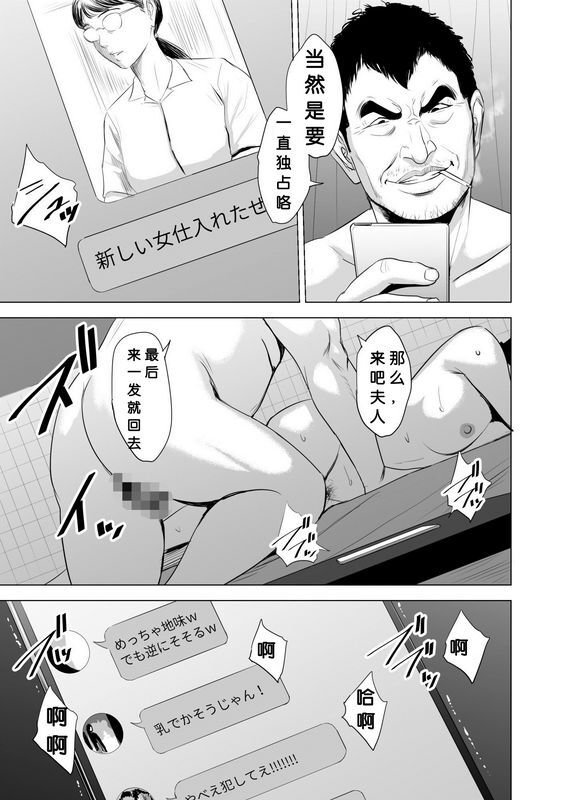 当然是要
一直独占咯
新しい女仕入れたぜ
那么，
来吧夫人
最后
来一发就回去
めっちゃ地味w
でも逆にそそるw
啊
啊
乳でかそうじゃん！
哈啊
啊啊
やべえ犯してえ!!!!!!!